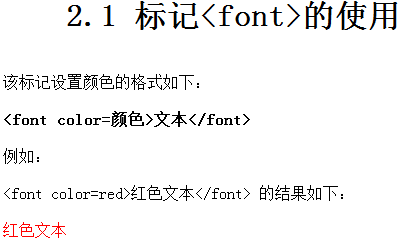 2.1 标记<font>的使用
该标记设置颜色的格式如下：
<font color=颜色>文本</font>
例如：
<font color=red>红色文本</font> 的结果如下：
红色文本